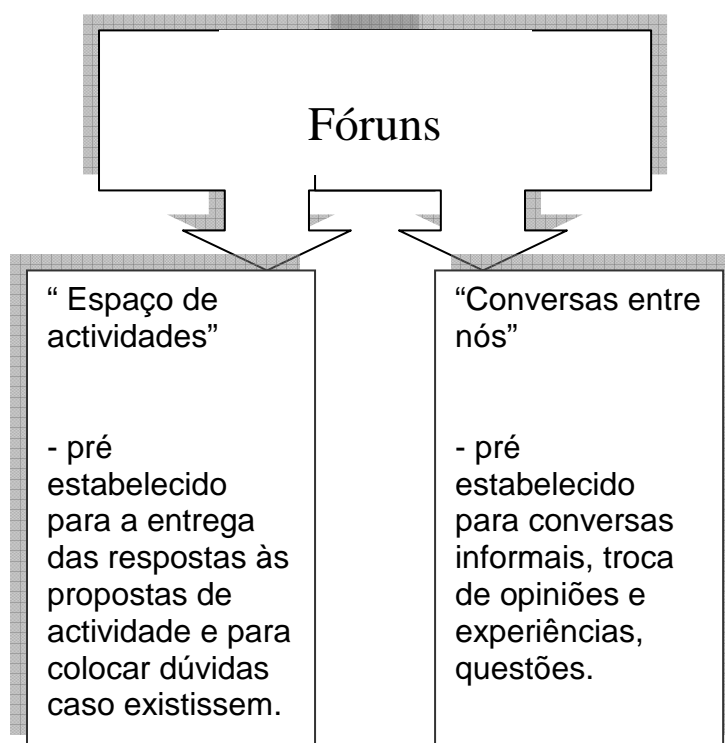 Fóruns
“ Espaço de
actividades”
- pré
estabelecido
para a entrega
das respostas às
propostas de
actividade e para
colocar dúvidas
caso existissem.
“Conversas entre
nós”
- pré
estabelecido
para conversas
informais, troca
de opiniões e
experiências,
questões.